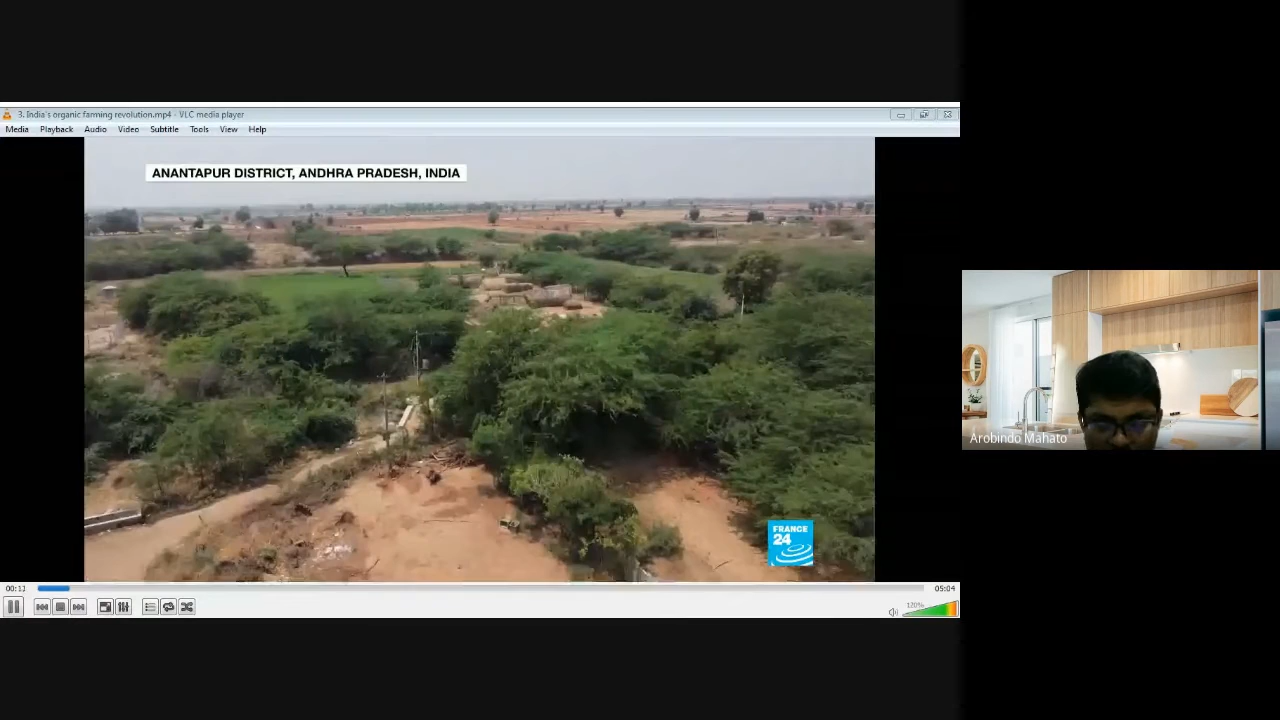 3. India's organic farming revolution.mp4 - VLC media player
Media Playback Audio Video Subtitle Tools View Help
ANANTAPUR DISTRICT, ANDHRA PRADESH, INDIA
FRANCE
24
Arobindo Mahato
00:11
05:04
120%